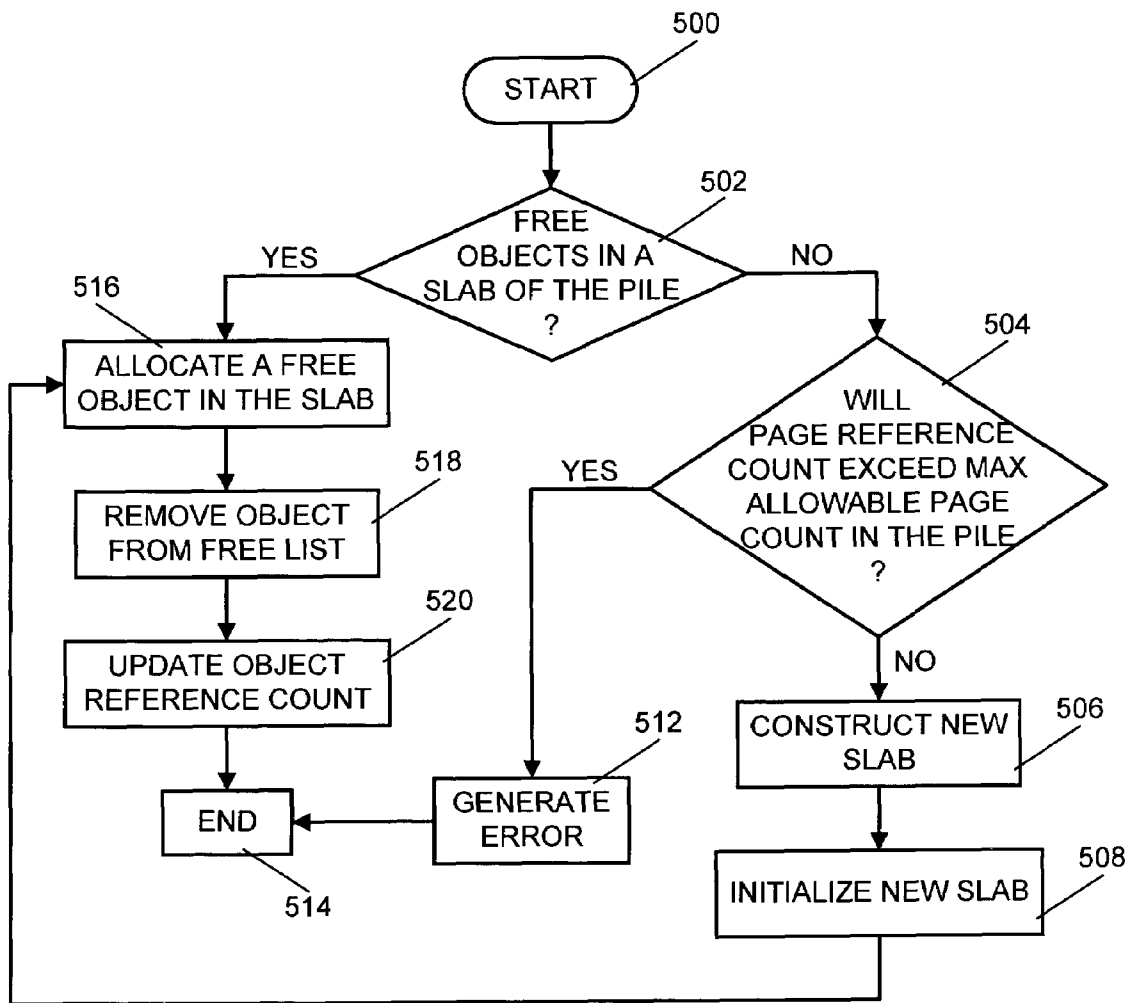 500
START
502
FREE
OBJECTS IN A
SLAB OF THE PILE
?
YES
NO
516
ALLOCATE A FREE
OBJECT IN THE SLAB
504
WILL
PAGE REFERENCE
COUNT EXCEED MAX
ALLOWABLE PAGE
COUNT IN THE PILE
?
YES
NO
518
REMOVE OBJECT
FROM FREE LIST
520
UPDATE OBJECT
REFERENCE COUNT
506
CONSTRUCT NEW
SLAB
512
GENERATE
ERROR
END
514
508
INITIALIZE NEW SLAB